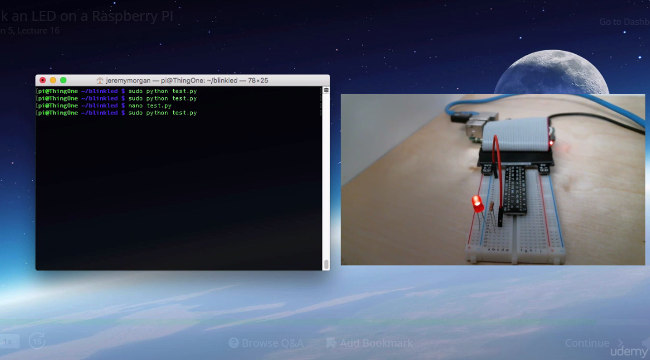 k an LED on a Raspberry PI
n 5, Lecture 16
Go to Dashb
jeremymorgan — pi@ThingOne: ~/blinkled — 78×25
pi@ThingOne ~/blinkled $ sudo python test.py
pi@ThingOne ~/blinkled $ sudo python test.py
pi@ThingOne ~/blinkled $ nano test.py
pi@ThingOne ~/blinkled $ sudo python test.py
1x
15
Browse Q&A
Add Bookmark
Continue
udemy